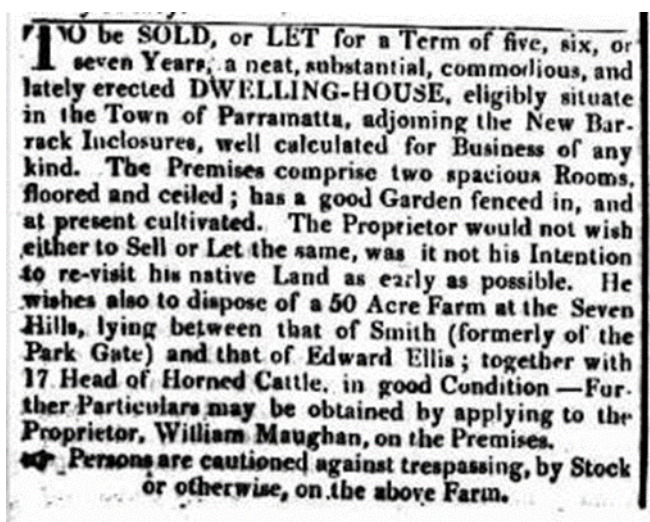 TO be SOLD, or LET for a Term of five, six, or
seven Years, a neat, substantial, commodious, and
lately erected DWELLING-HOUSE, eligibly situate
in the Town of Parramatta, adjoining the New Bar-
rack Inclosures, well calculated for Business of any
kind. The Premises comprise two spacious Rooms,
floored and ceiled; has a good Garden fenced in, and
at present cultivated. The Proprietor would not wish
either to Sell or Let the same, was it not his Intention
to re-visit his native Land as early as possible. He
wishes also to dispose of a 50 Acre Farm at the Seven
Hills, lying between that of Smith (formerly of the
Park Gate) and that of Edward Ellis; together with
17 Head of Horned Cattle, in good Condition—Fur-
ther Particulars may be obtained by applying to the
Proprietor, William Maughan, on the Premises.
☛ Persons are cautioned against trespassing, by Stock
or otherwise, on the above Farm.